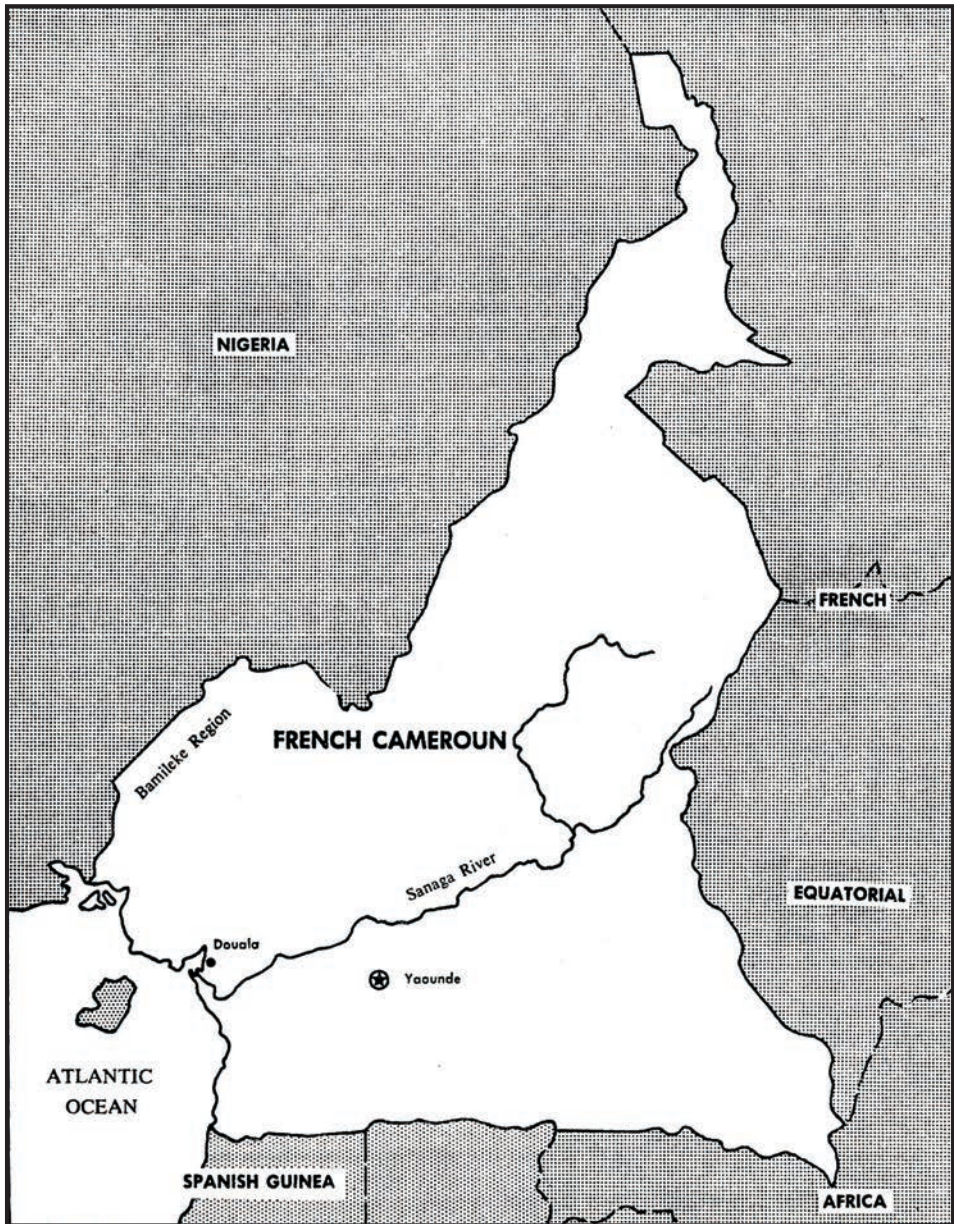 NIGERIA
FRENCH
Bamileke Region
FRENCH CAMEROUN
Sanaga River
EQUATORIAL
Douala
Yaounde
ATLANTIC
OCEAN
SPANISH GUINEA
AFRICA